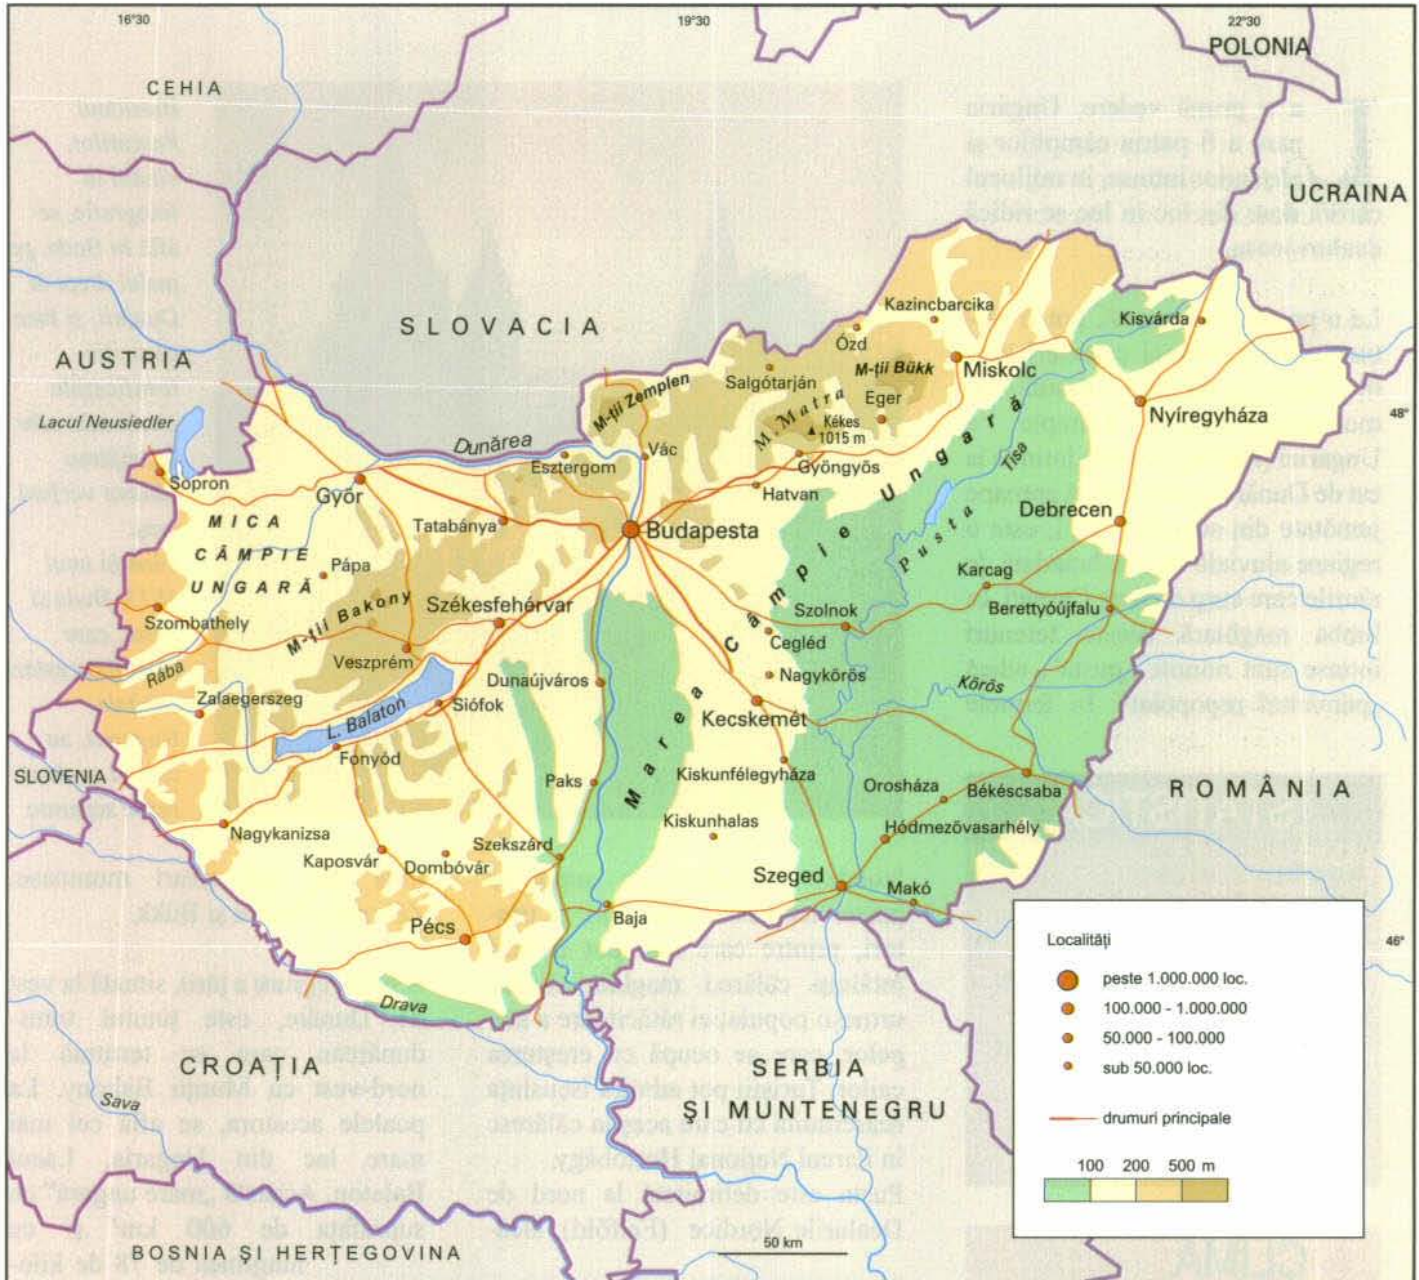 16°30
19°30
22°30
POLONIA
CEHIA
UCRAINA
SLOVACIA
AUSTRIA
Lacul Neusiedler
Kazincbarcika
Kisvárda
Ózd
M-ții Bükk
Miskolc
Salgótarján
M-ții Zemplen
M. Matra
Eger
Nyíregyháza
48°
Kékes
1015 m
Dunărea
Vác
Esztergom
Gyöngyös
Hatvan
Sopron
Győr
Tisa
Tatabánya
Budapesta
Debrecen
MICA
CÂMPIE
UNGARĂ
Pápa
Pusta
Karcag
M-ții Bakony
Székesfehérvar
Szolnok
Berettyóújfalu
Szombathely
Cegléd
Veszprém
Rába
Dunaújváros
Nagykőrös
Körös
Zalaegerszeg
L. Balaton
Siófok
Kecskemét
Marea Câmpie Ungară
Fonyód
SLOVENIA
Paks
Kiskunfélegyháza
Orosháza
Békéscsaba
ROMÂNIA
Nagykanizsa
Kiskunhalas
Hódmezővasarhély
Kaposvár
Dombóvár
Szekszárd
Szeged
Makó
Pécs
Baja
46°
Drava
CROAȚIA
SERBIA
ȘI MUNTENEGRU
Sava
BOSNIA ȘI HERȚEGOVINA
50 km
Localități
peste 1.000.000 loc.
100.000 - 1.000.000
50.000 - 100.000
sub 50.000 loc.
drumuri principale
100 200 500 m